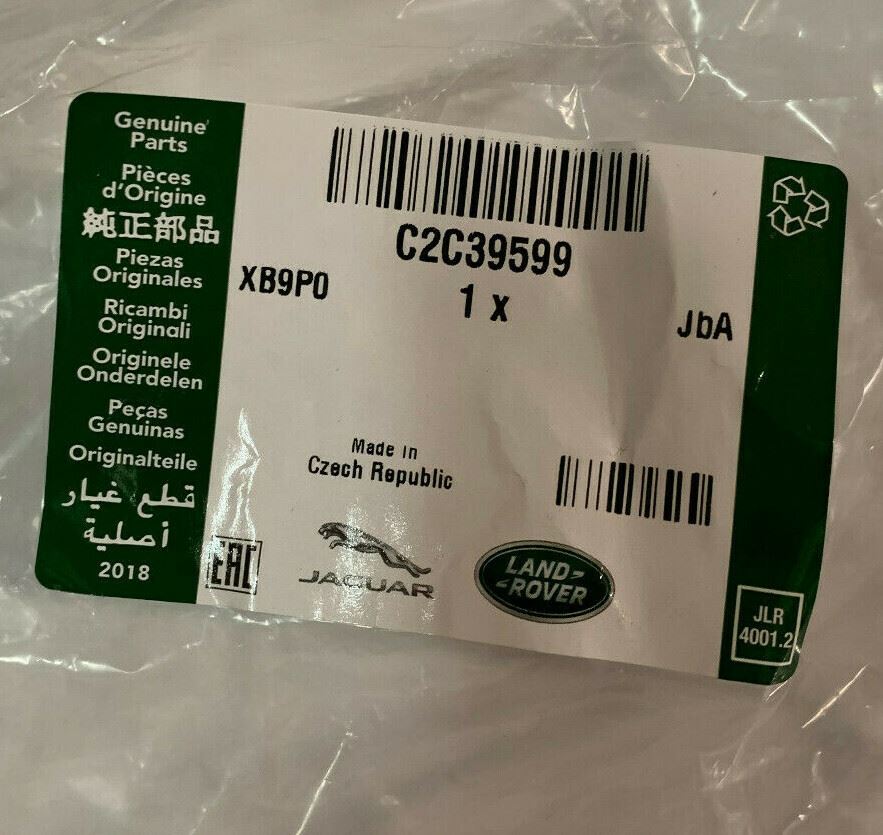 Genuine
Parts
Pièces
d'Origine
純正部品
Piezas
Originales
Ricambi
Originali
Originele
Onderdelen
Peças
Genuinas
Originalteile
قطع غيار
أصلية
2018
C2C39599
XB9P0
1 x
JbA
Made in
Czech Republic
EAC
JAGUAR
LAND-
-ROVER
JLR
4001.2